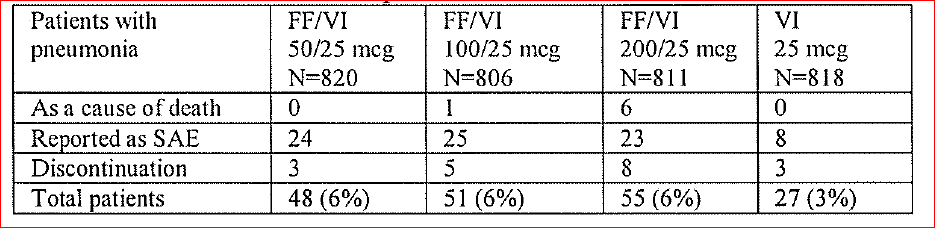 Patients with pneumonia | FF/VI 50/25 mcg N=820 | FF/VI 100/25 mcg N=806 | FF/VI 200/25 mcg N=811 | VI 25 mcg N=818
As a cause of death | 0 | 1 | 6 | 0
Reported as SAE | 24 | 25 | 23 | 8
Discontinuation | 3 | 5 | 8 | 3
Total patients | 48 (6%) | 51 (6%) | 55 (6%) | 27 (3%)